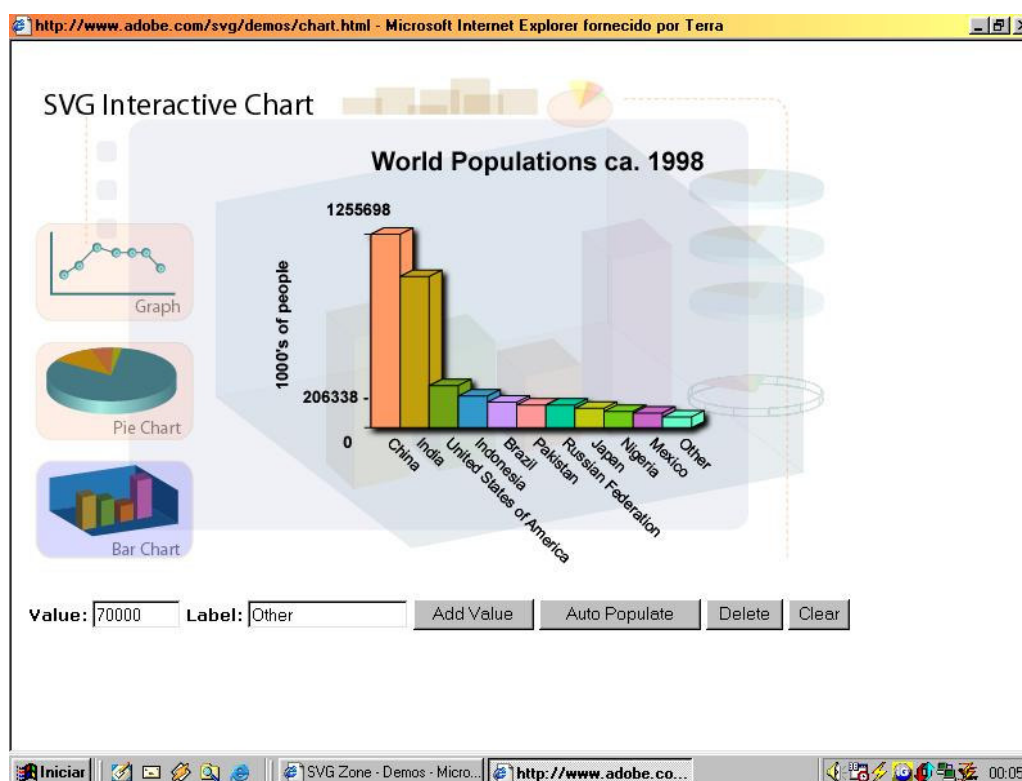 http://www.adobe.com/svg/demos/chart.html - Microsoft Internet Explorer fornecido por Terra
SVG Interactive Chart
World Populations ca. 1998
1255698
1000's of people
206338 -
0
China
India
United States of America
Indonesia
Brazil
Pakistan
Russian Federation
Japan
Nigeria
Mexico
Other
Graph
Pie Chart
Bar Chart
Value: 70000 Label: Other Add Value Auto Populate Delete Clear
Iniciar SVG Zone - Demos - Micro... http://www.adobe.co... 00:05